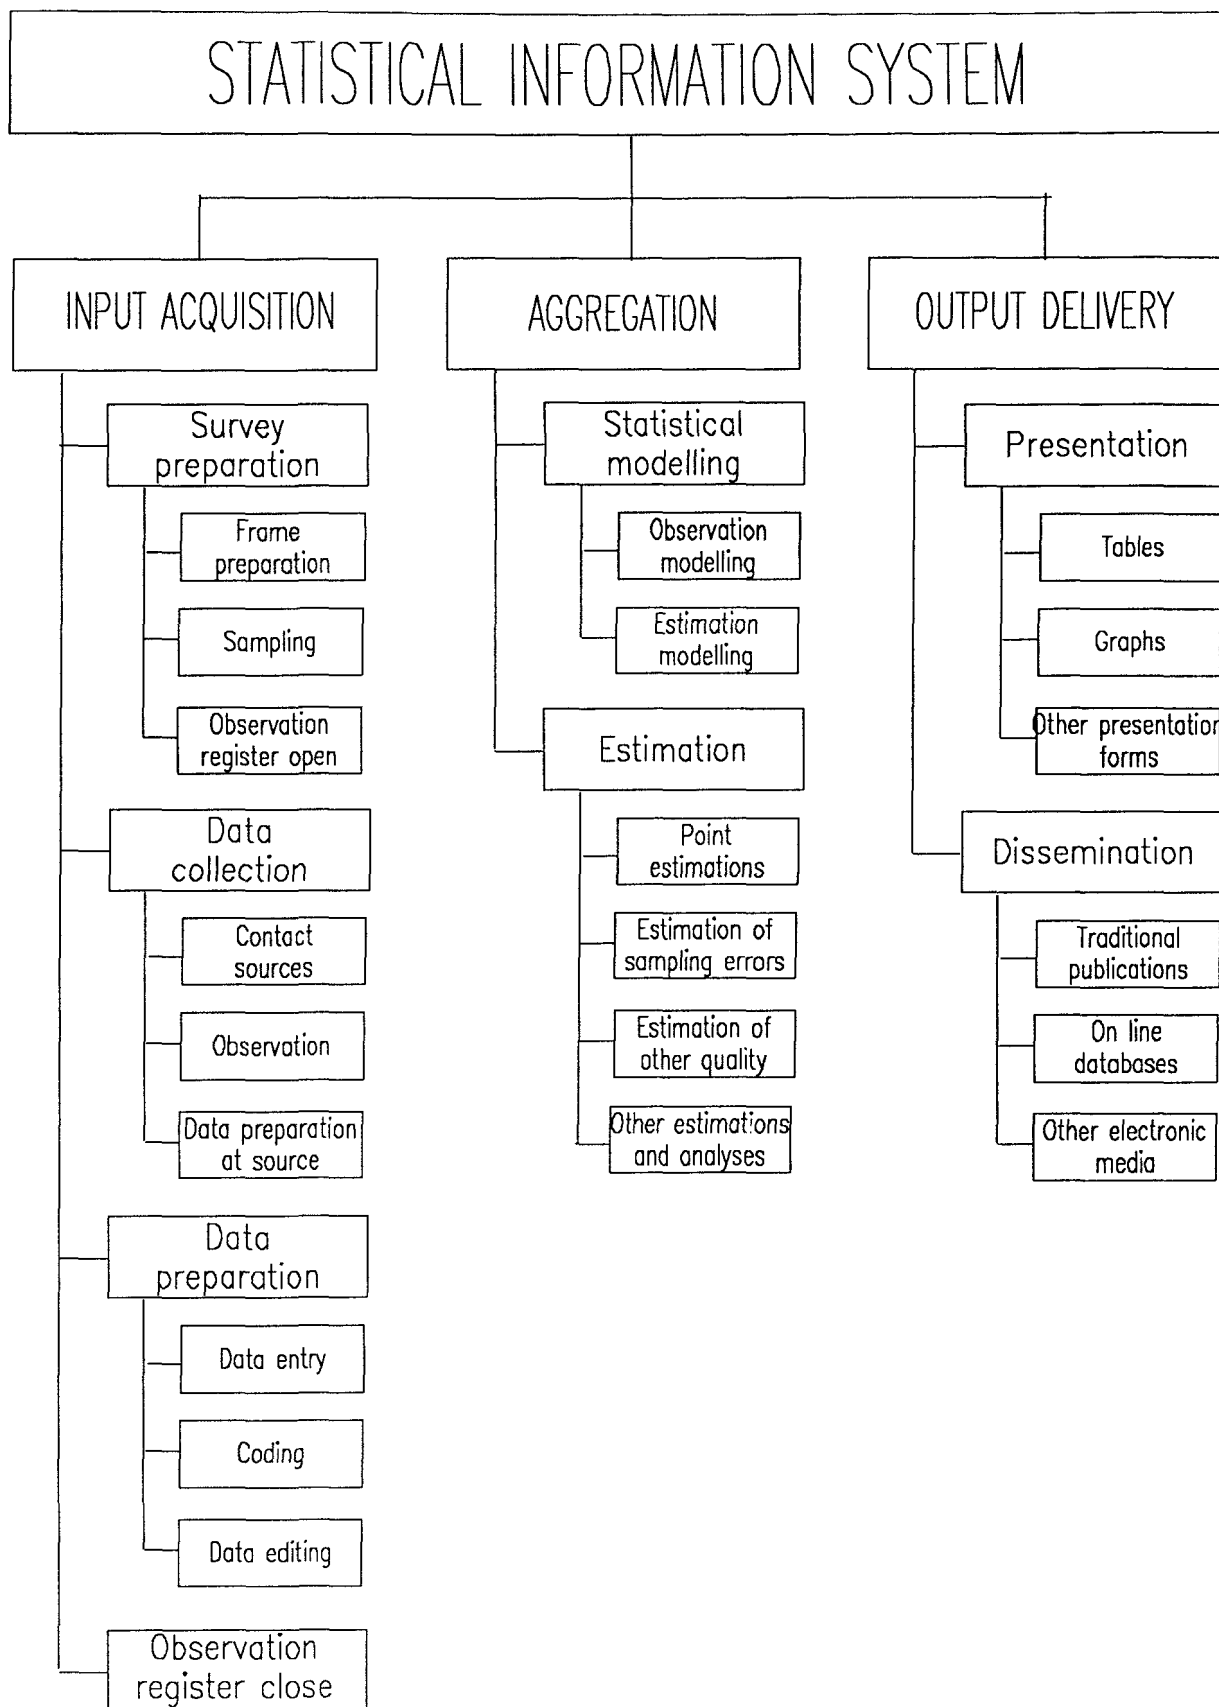 STATISTICAL INFORMATION SYSTEM
INPUT ACQUISITION
Survey
preparation
Frame
preparation
Sampling
Observation
register open
Data
collection
Contact
sources
Observation
Data preparation
at source
Data
preparation
Data entry
Coding
Data editing
Observation
register close
AGGREGATION
Statistical
modelling
Observation
modelling
Estimation
modelling
Estimation
Point
estimations
Estimation of
sampling errors
Estimation of
other quality
Other estimations
and analyses
OUTPUT DELIVERY
Presentation
Tables
Graphs
Other presentation
forms
Dissemination
Traditional
publications
On line
databases
Other electronic
media